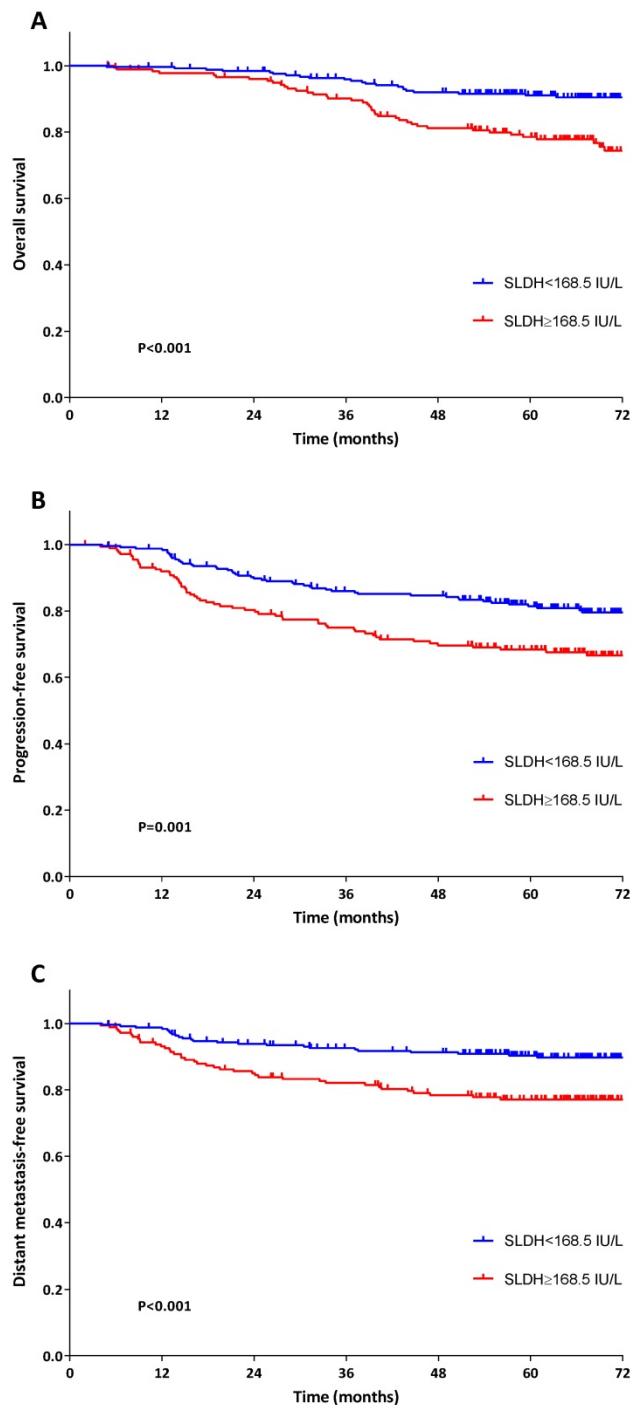 A
1.0
0.8
0.6
0.4
0.2
0.0
Overall survival
SLDH<168.5 IU/L
SLDH≥168.5 IU/L
P<0.001
0 12 24 36 48 60 72
Time (months)
B
1.0
0.8
0.6
0.4
0.2
0.0
Progression-free survival
SLDH<168.5 IU/L
SLDH≥168.5 IU/L
P=0.001
0 12 24 36 48 60 72
Time (months)
C
1.0
0.8
0.6
0.4
0.2
0.0
Distant metastasis-free survival
SLDH<168.5 IU/L
SLDH≥168.5 IU/L
P<0.001
0 12 24 36 48 60 72
Time (months)